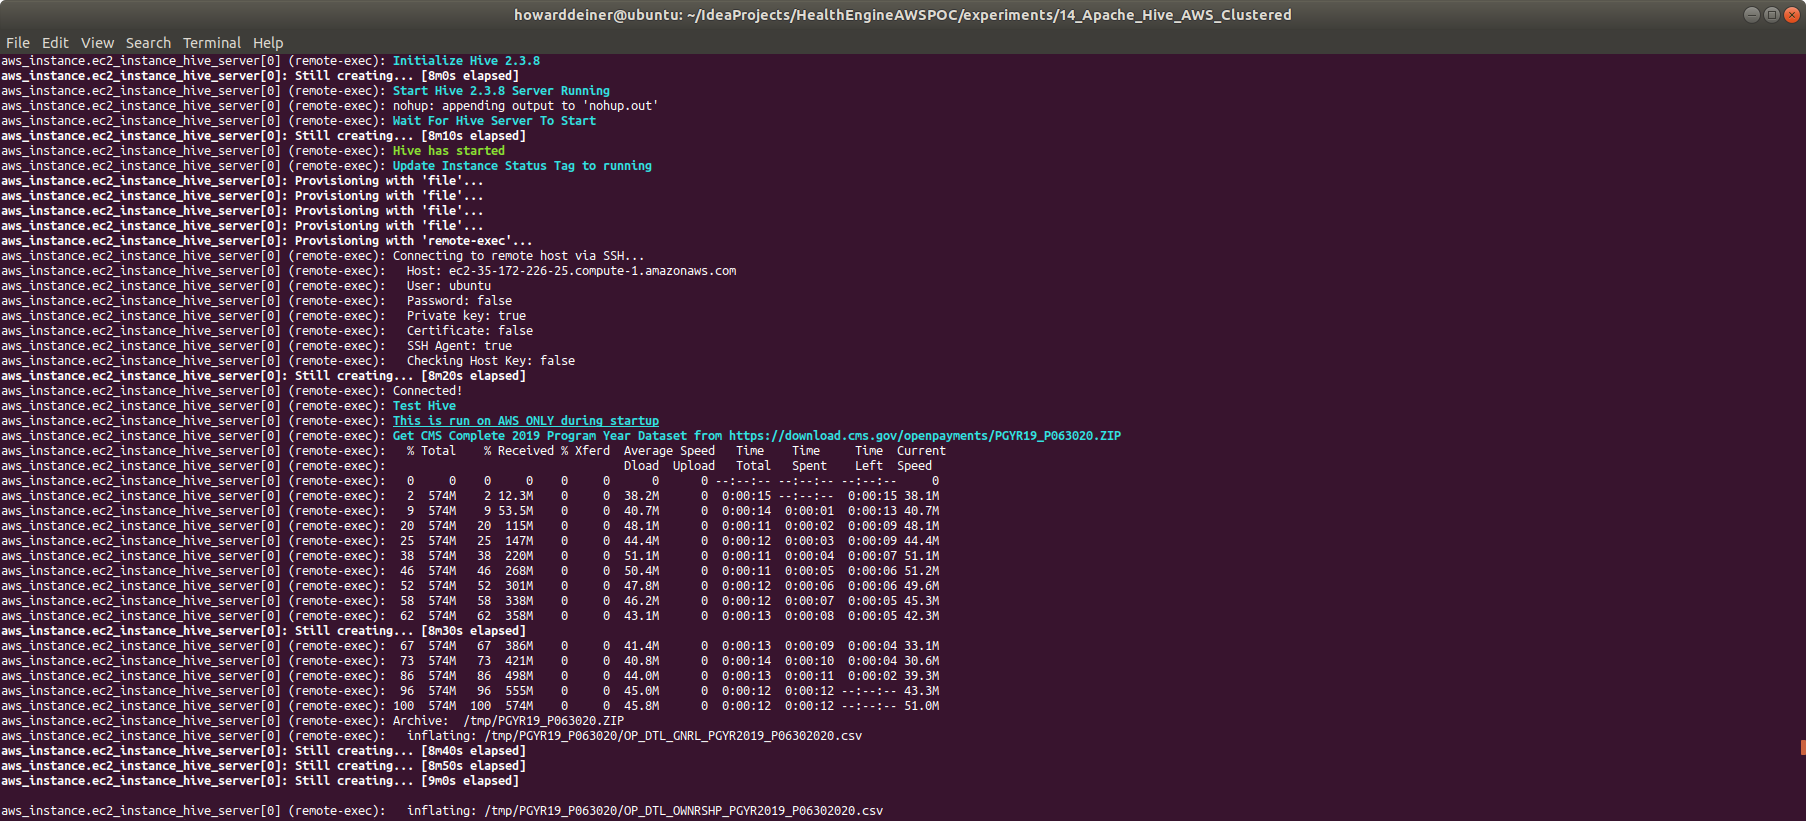 howarddeiner@ubuntu: ~/IdeaProjects/HealthEngineAWSPOC/experiments/14_Apache_Hive_AWS_Clustered
File Edit View Search Terminal Help
aws_instance.ec2_instance_hive_server[0] (remote-exec): Initialize Hive 2.3.8
aws_instance.ec2_instance_hive_server[0]: Still creating... [8m0s elapsed]
aws_instance.ec2_instance_hive_server[0] (remote-exec): Start Hive 2.3.8 Server Running
aws_instance.ec2_instance_hive_server[0] (remote-exec): nohup: appending output to 'nohup.out'
aws_instance.ec2_instance_hive_server[0] (remote-exec): Wait For Hive Server To Start
aws_instance.ec2_instance_hive_server[0]: Still creating... [8m10s elapsed]
aws_instance.ec2_instance_hive_server[0] (remote-exec): Hive has started
aws_instance.ec2_instance_hive_server[0] (remote-exec): Update Instance Status Tag to running
aws_instance.ec2_instance_hive_server[0]: Provisioning with 'file'...
aws_instance.ec2_instance_hive_server[0]: Provisioning with 'file'...
aws_instance.ec2_instance_hive_server[0]: Provisioning with 'file'...
aws_instance.ec2_instance_hive_server[0]: Provisioning with 'file'...
aws_instance.ec2_instance_hive_server[0]: Provisioning with 'remote-exec'...
aws_instance.ec2_instance_hive_server[0] (remote-exec): Connecting to remote host via SSH...
aws_instance.ec2_instance_hive_server[0] (remote-exec):   Host: ec2-35-172-226-25.compute-1.amazonaws.com
aws_instance.ec2_instance_hive_server[0] (remote-exec):   User: ubuntu
aws_instance.ec2_instance_hive_server[0] (remote-exec):   Password: false
aws_instance.ec2_instance_hive_server[0] (remote-exec):   Private key: true
aws_instance.ec2_instance_hive_server[0] (remote-exec):   Certificate: false
aws_instance.ec2_instance_hive_server[0] (remote-exec):   SSH Agent: true
aws_instance.ec2_instance_hive_server[0] (remote-exec):   Checking Host Key: false
aws_instance.ec2_instance_hive_server[0]: Still creating... [8m20s elapsed]
aws_instance.ec2_instance_hive_server[0] (remote-exec): Connected!
aws_instance.ec2_instance_hive_server[0] (remote-exec): Test Hive
aws_instance.ec2_instance_hive_server[0] (remote-exec): This is run on AWS ONLY during startup
aws_instance.ec2_instance_hive_server[0] (remote-exec): Get CMS Complete 2019 Program Year Dataset from https://download.cms.gov/openpayments/PGYR19_P063020.ZIP
aws_instance.ec2_instance_hive_server[0] (remote-exec):   % Total    % Received % Xferd  Average Speed   Time    Time     Time  Current
aws_instance.ec2_instance_hive_server[0] (remote-exec):                                  Dload  Upload   Total   Spent    Left  Speed
aws_instance.ec2_instance_hive_server[0] (remote-exec):   0     0    0     0    0     0      0      0 --:--:-- --:--:-- --:--:--     0
aws_instance.ec2_instance_hive_server[0] (remote-exec):   2  574M    2 12.3M    0     0  38.2M      0  0:00:15 --:--:--  0:00:15 38.1M
aws_instance.ec2_instance_hive_server[0] (remote-exec):   9  574M    9 53.5M    0     0  40.7M      0  0:00:14  0:00:01  0:00:13 40.7M
aws_instance.ec2_instance_hive_server[0] (remote-exec):  20  574M   20  115M    0     0  48.1M      0  0:00:11  0:00:02  0:00:09 48.1M
aws_instance.ec2_instance_hive_server[0] (remote-exec):  25  574M   25  147M    0     0  44.4M      0  0:00:12  0:00:03  0:00:09 44.4M
aws_instance.ec2_instance_hive_server[0] (remote-exec):  38  574M   38  220M    0     0  51.1M      0  0:00:11  0:00:04  0:00:07 51.1M
aws_instance.ec2_instance_hive_server[0] (remote-exec):  46  574M   46  268M    0     0  50.4M      0  0:00:11  0:00:05  0:00:06 51.2M
aws_instance.ec2_instance_hive_server[0] (remote-exec):  52  574M   52  301M    0     0  47.8M      0  0:00:12  0:00:06  0:00:06 49.6M
aws_instance.ec2_instance_hive_server[0] (remote-exec):  58  574M   58  338M    0     0  46.2M      0  0:00:12  0:00:07  0:00:05 45.3M
aws_instance.ec2_instance_hive_server[0] (remote-exec):  62  574M   62  358M    0     0  43.1M      0  0:00:13  0:00:08  0:00:05 42.3M
aws_instance.ec2_instance_hive_server[0]: Still creating... [8m30s elapsed]
aws_instance.ec2_instance_hive_server[0] (remote-exec):  67  574M   67  386M    0     0  41.4M      0  0:00:13  0:00:09  0:00:04 33.1M
aws_instance.ec2_instance_hive_server[0] (remote-exec):  73  574M   73  421M    0     0  40.8M      0  0:00:14  0:00:10  0:00:04 30.6M
aws_instance.ec2_instance_hive_server[0] (remote-exec):  86  574M   86  498M    0     0  44.0M      0  0:00:13  0:00:11  0:00:02 39.3M
aws_instance.ec2_instance_hive_server[0] (remote-exec):  96  574M   96  555M    0     0  45.0M      0  0:00:12  0:00:12 --:--:-- 43.3M
aws_instance.ec2_instance_hive_server[0] (remote-exec): 100  574M  100  574M    0     0  45.8M      0  0:00:12  0:00:12 --:--:-- 51.0M
aws_instance.ec2_instance_hive_server[0] (remote-exec): Archive:  /tmp/PGYR19_P063020.ZIP
aws_instance.ec2_instance_hive_server[0] (remote-exec):   inflating: /tmp/PGYR19_P063020/OP_DTL_GNRL_PGYR2019_P06302020.csv
aws_instance.ec2_instance_hive_server[0]: Still creating... [8m40s elapsed]
aws_instance.ec2_instance_hive_server[0]: Still creating... [8m50s elapsed]
aws_instance.ec2_instance_hive_server[0]: Still creating... [9m0s elapsed]
aws_instance.ec2_instance_hive_server[0] (remote-exec):   inflating: /tmp/PGYR19_P063020/OP_DTL_OWNRSHP_PGYR2019_P06302020.csv